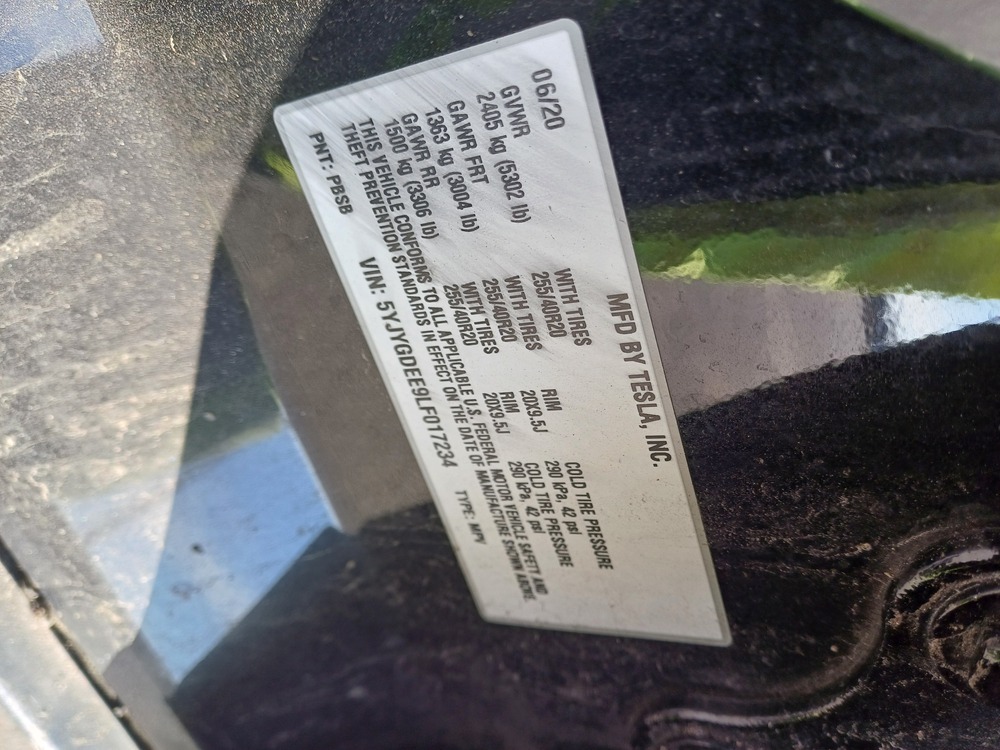 MFD BY TESLA, INC.
06/20
GVWR
2405 kg (5302 lb)
GAWR FRT WITH TIRES RIM COLD TIRE PRESSURE
1363 kg (3004 lb) 255/40R20 20X9.5J 290 kPa, 42 psi
GAWR RR WITH TIRES RIM COLD TIRE PRESSURE
1500 kg (3306 lb) 255/40R20 20X9.5J 290 kPa, 42 psi
WITH TIRES
255/40R20
THIS VEHICLE CONFORMS TO ALL APPLICABLE U.S. FEDERAL MOTOR VEHICLE SAFETY AND
THEFT PREVENTION STANDARDS IN EFFECT ON THE DATE OF MANUFACTURE SHOWN ABOVE.
PNT: PBSB VIN: 5YJYGDEE9LF017234 TYPE: MPV